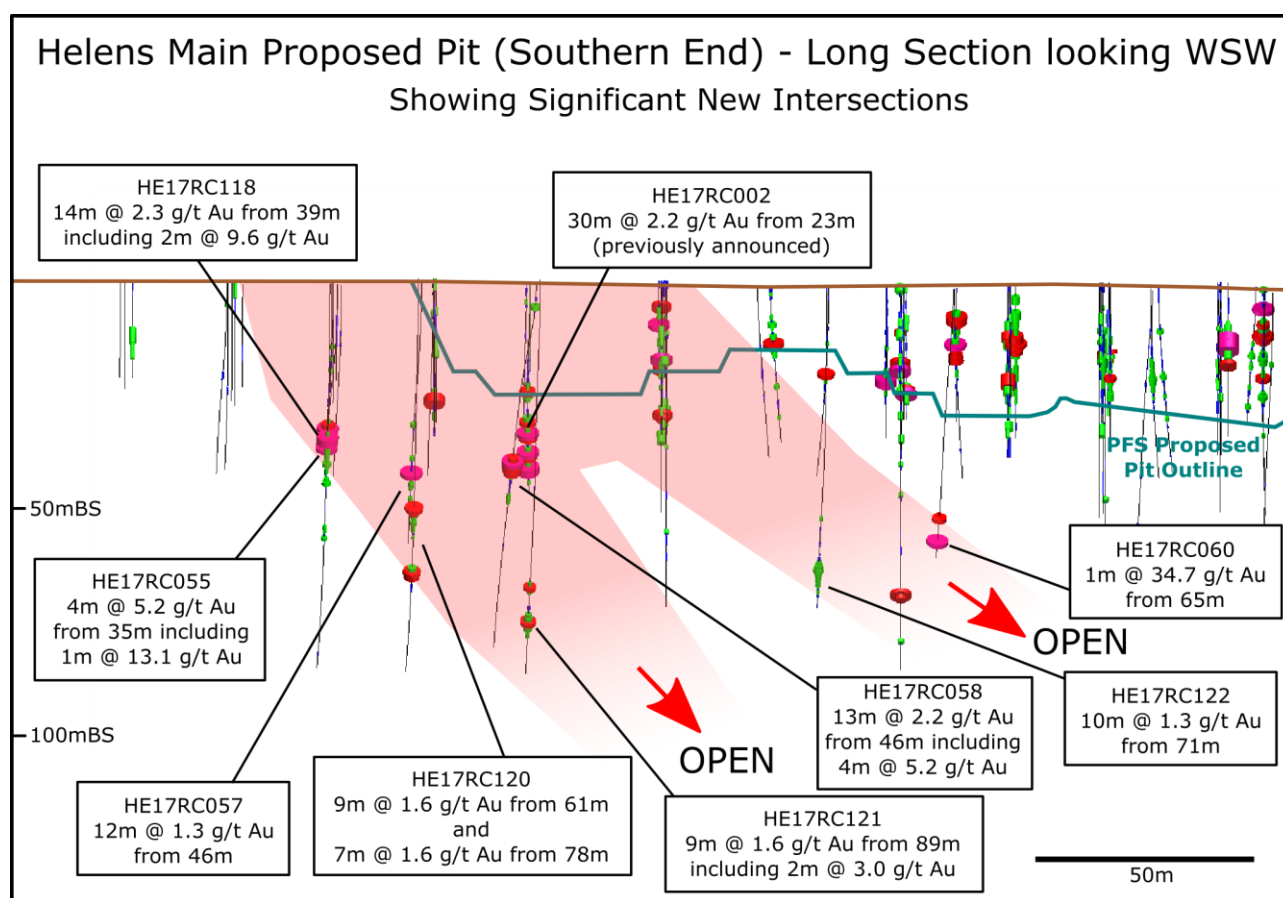 Helens Main Proposed Pit (Southern End) - Long Section looking WSW
Showing Significant New Intersections
HE17RC118
14m @ 2.3 g/t Au from 39m
including 2m @ 9.6 g/t Au
HE17RC002
30m @ 2.2 g/t Au from 23m
(previously announced)
PFS Proposed
Pit Outline
50mBS
HE17RC055
4m @ 5.2 g/t Au
from 35m including
1m @ 13.1 g/t Au
HE17RC060
1m @ 34.7 g/t Au
from 65m
OPEN
HE17RC058
13m @ 2.2 g/t Au
from 46m including
4m @ 5.2 g/t Au
HE17RC122
10m @ 1.3 g/t Au
from 71m
100mBS
OPEN
HE17RC057
12m @ 1.3 g/t Au
from 46m
HE17RC120
9m @ 1.6 g/t Au from 61m
and
7m @ 1.6 g/t Au from 78m
HE17RC121
9m @ 1.6 g/t Au from 89m
including 2m @ 3.0 g/t Au
50m